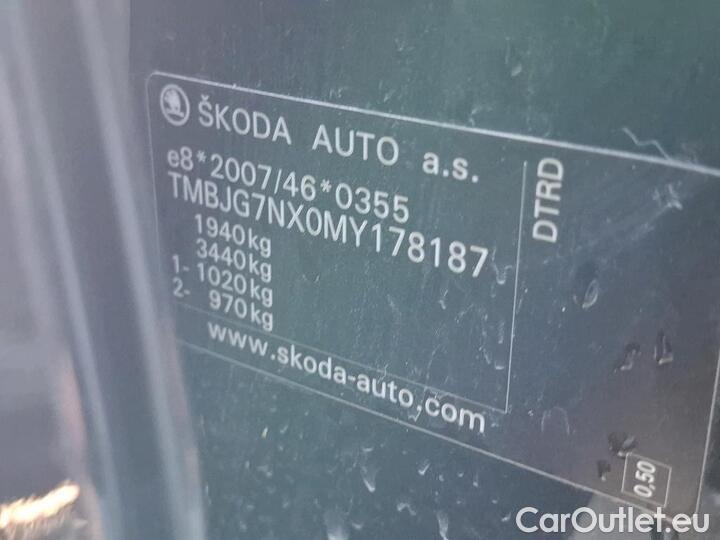 ŠKODA AUTO a.s.
e8*2007/46*0355
TMBJG7NX0MY178187
1940kg
3440kg
1- 1020kg
2- 970kg
www.skoda-auto.com
DTRD
0,50
CarOutlet.eu